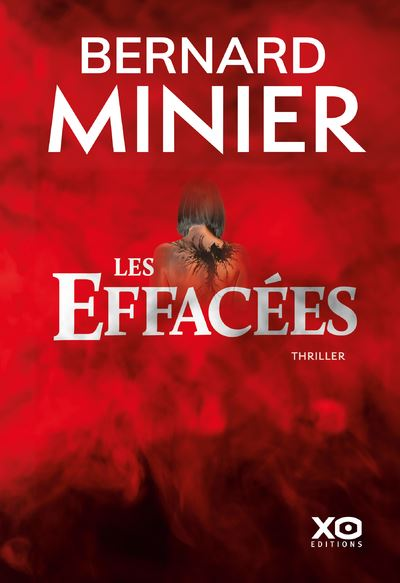 BERNARD
MINIER
LES
EFFACÉES
THRILLER
XO
EDITIONS